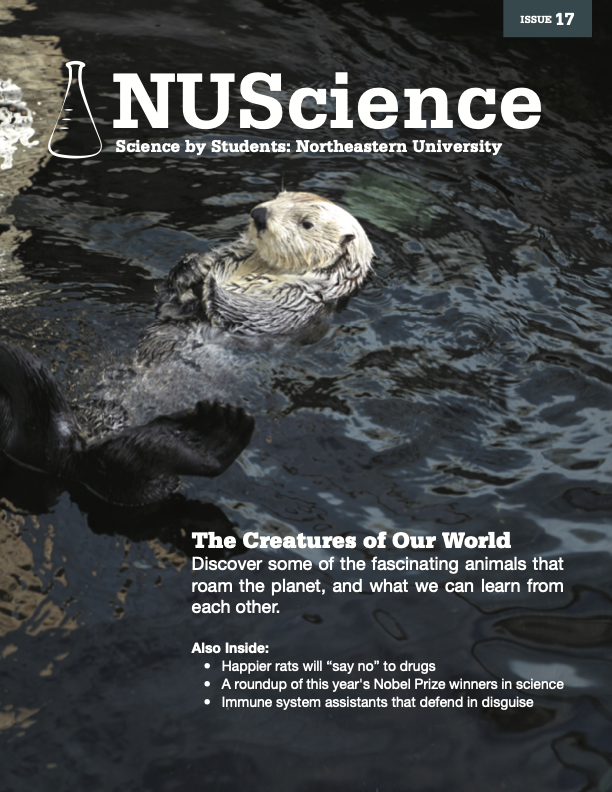 ISSUE 17
NUScience
Science by Students: Northeastern University
The Creatures of Our World
Discover some of the fascinating animals that
roam the planet, and what we can learn from
each other.
Also Inside:
• Happier rats will “say no” to drugs
• A roundup of this year's Nobel Prize winners in science
• Immune system assistants that defend in disguise